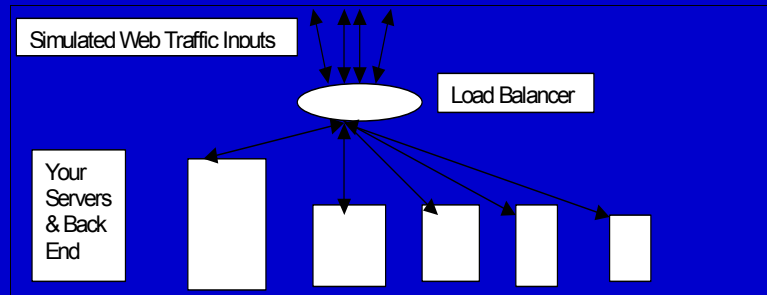 Simulated Web Traffic Inputs
Load Balancer
Your
Servers
& Back
End